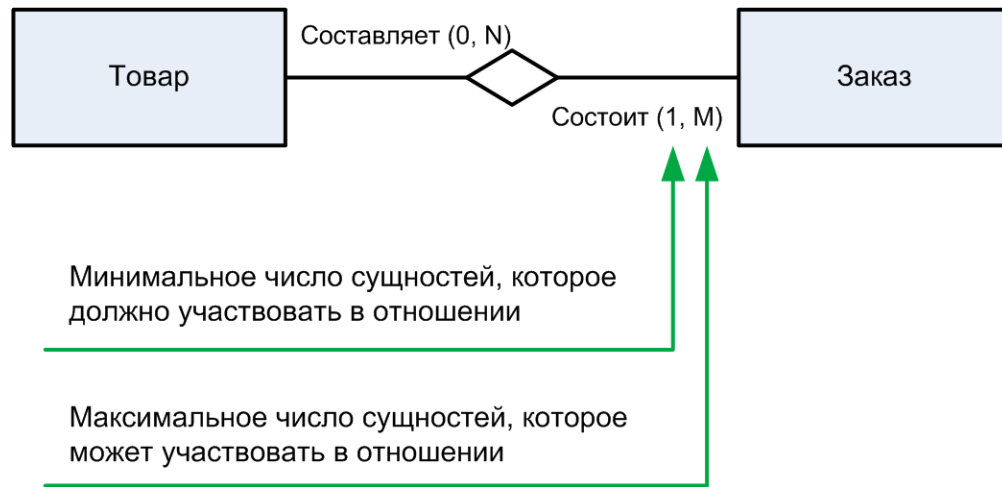 Составляет (0, N)
Товар
Заказ
Состоит (1, M)
Минимальное число сущностей, которое
должно участвовать в отношении
Максимальное число сущностей, которое
может участвовать в отношении